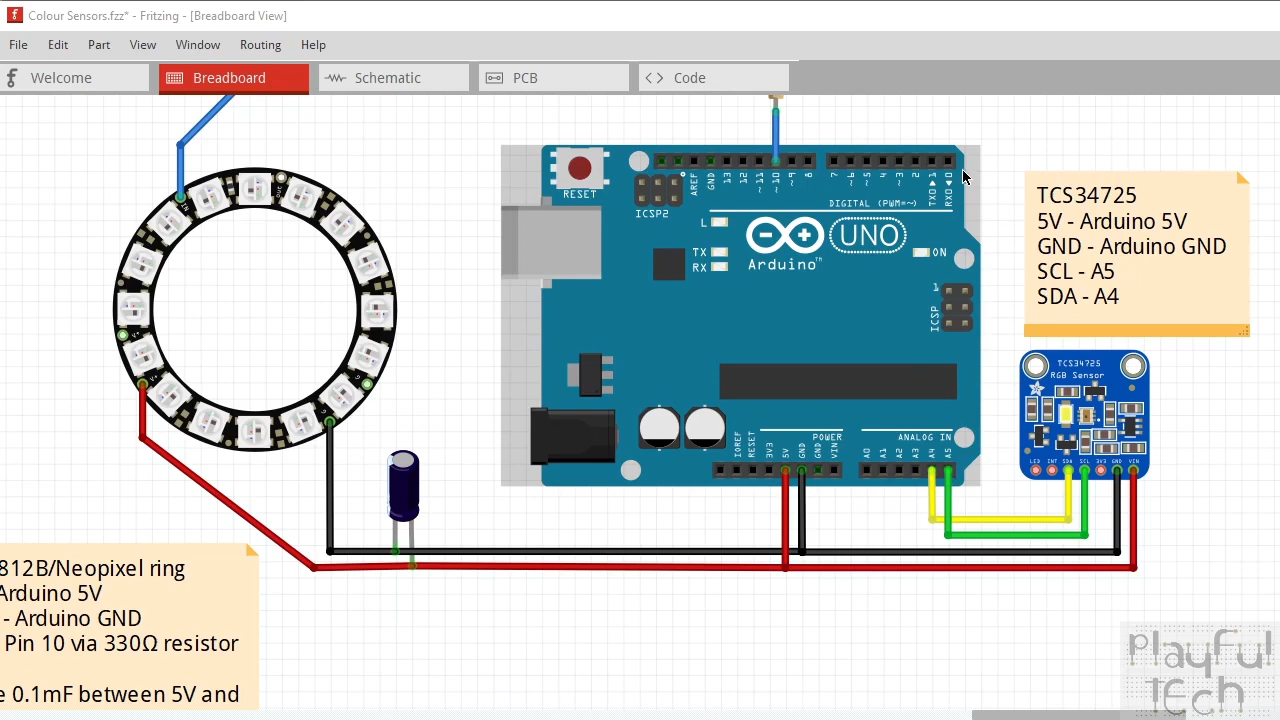 Colour Sensors.fzz* - Fritzing - [Breadboard View]
File Edit Part View Window Routing Help
Welcome Breadboard Schematic PCB Code
RESET
ICSP2
AREF GND 13 12 ~11 ~10 ~9 8 7 ~6 ~5 4 ~3 2 TX0▶1 RX0◀0
DIGITAL (PWM=~)
L
TX
RX
UNO
Arduino™
ON
1
ICSP
POWER
ANALOG IN
IOREF RESET 3V3 5V GND GND VIN A0 A1 A2 A3 A4 A5
TCS34725
5V - Arduino 5V
GND - Arduino GND
SCL - A5
SDA - A4
TCS34725
RGB Sensor
LED INT SDA SCL 3V3 GND VIN
812B/Neopixel ring
Arduino 5V
- Arduino GND
Pin 10 via 330Ω resistor
e 0.1mF between 5V and
Playful
tEch